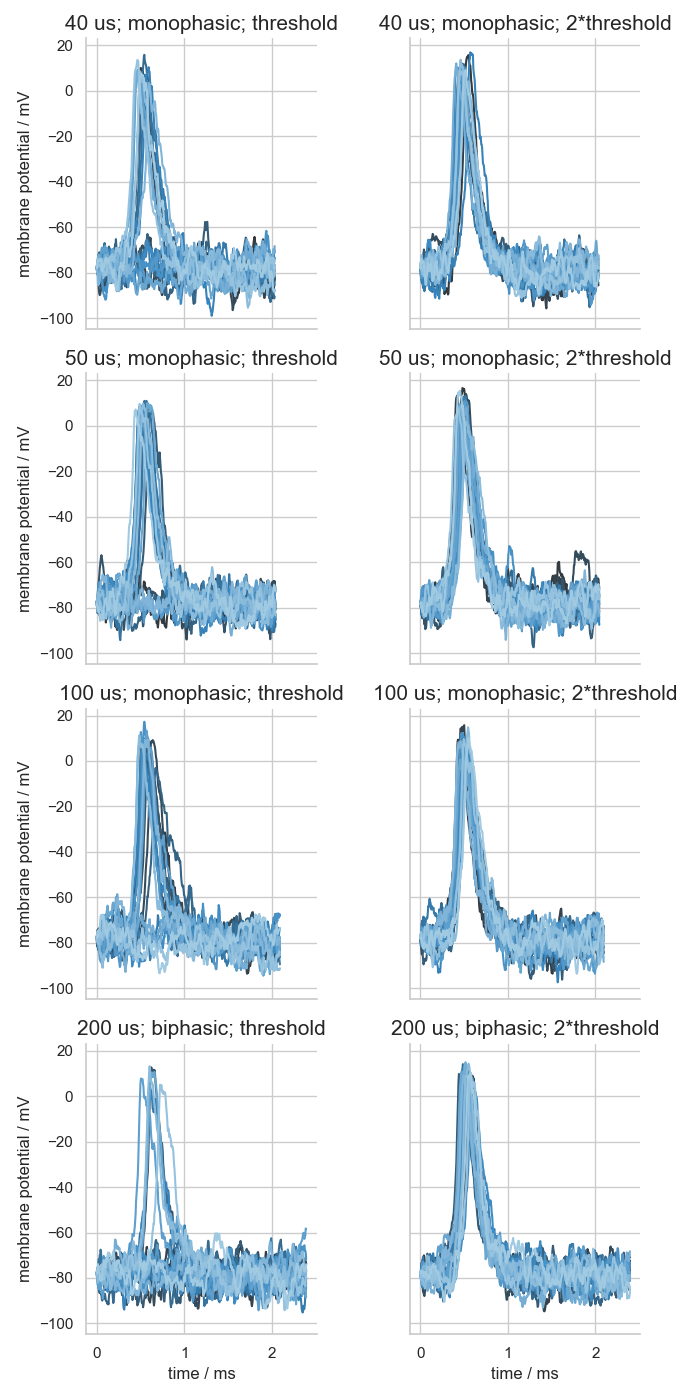 40 us; monophasic; threshold
40 us; monophasic; 2*threshold
20
0
−20
−40
−60
−80
−100
membrane potential / mV
50 us; monophasic; threshold
50 us; monophasic; 2*threshold
20
0
−20
−40
−60
−80
−100
membrane potential / mV
100 us; monophasic; threshold
100 us; monophasic; 2*threshold
20
0
−20
−40
−60
−80
−100
membrane potential / mV
200 us; biphasic; threshold
200 us; biphasic; 2*threshold
20
0
−20
−40
−60
−80
−100
membrane potential / mV
0 1 2
0 1 2
time / ms
time / ms